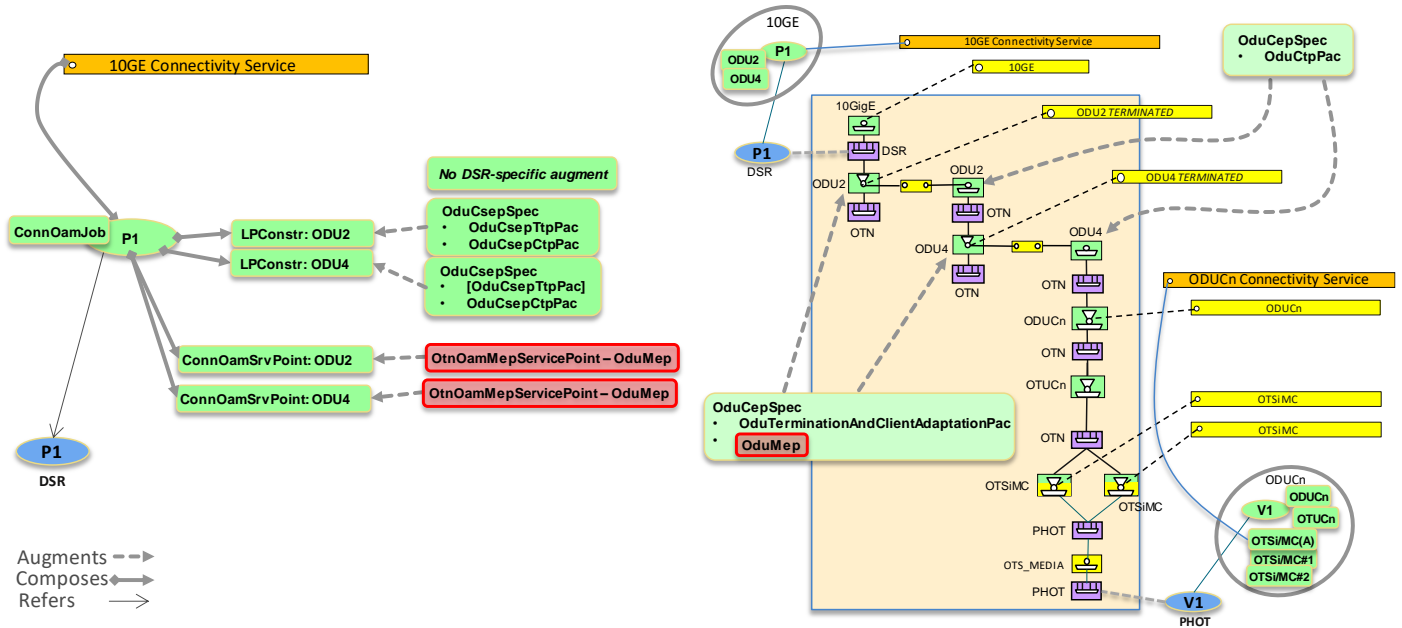 10GE Connectivity Service
No DSR-specific augment
ConnOamJob
P1
LPConstr: ODU2
LPConstr: ODU4
OduCsepSpec
• OduCsepTtpPac
• OduCsepCtpPac
OduCsepSpec
• [OduCsepTtpPac]
• OduCsepCtpPac
ConnOamSrvPoint: ODU2
OtnOamMepServicePoint – OduMep
ConnOamSrvPoint: ODU4
OtnOamMepServicePoint – OduMep
P1
DSR
Augments
Composes
Refers
10GE
P1
ODU2
ODU4
10GE Connectivity Service
10GE
OduCepSpec
• OduCtpPac
10GigE
ODU2 TERMINATED
P1
DSR
DSR
ODU2
ODU2
ODU4 TERMINATED
OTN
OTN
ODU4
ODU4
OTN
OTN
ODUCn Connectivity Service
ODUCn
ODUCn
OTN
OTUCn
OduCepSpec
• OduTerminationAndClientAdaptationPac
• OduMep
OTSiMC
OTSiMC
OTN
OTSiMC
OTSiMC
PHOT
OTS_MEDIA
PHOT
ODUCn
ODUCn
V1
OTUCn
OTSi/MC(A)
OTSi/MC#1
OTSi/MC#2
V1
PHOT